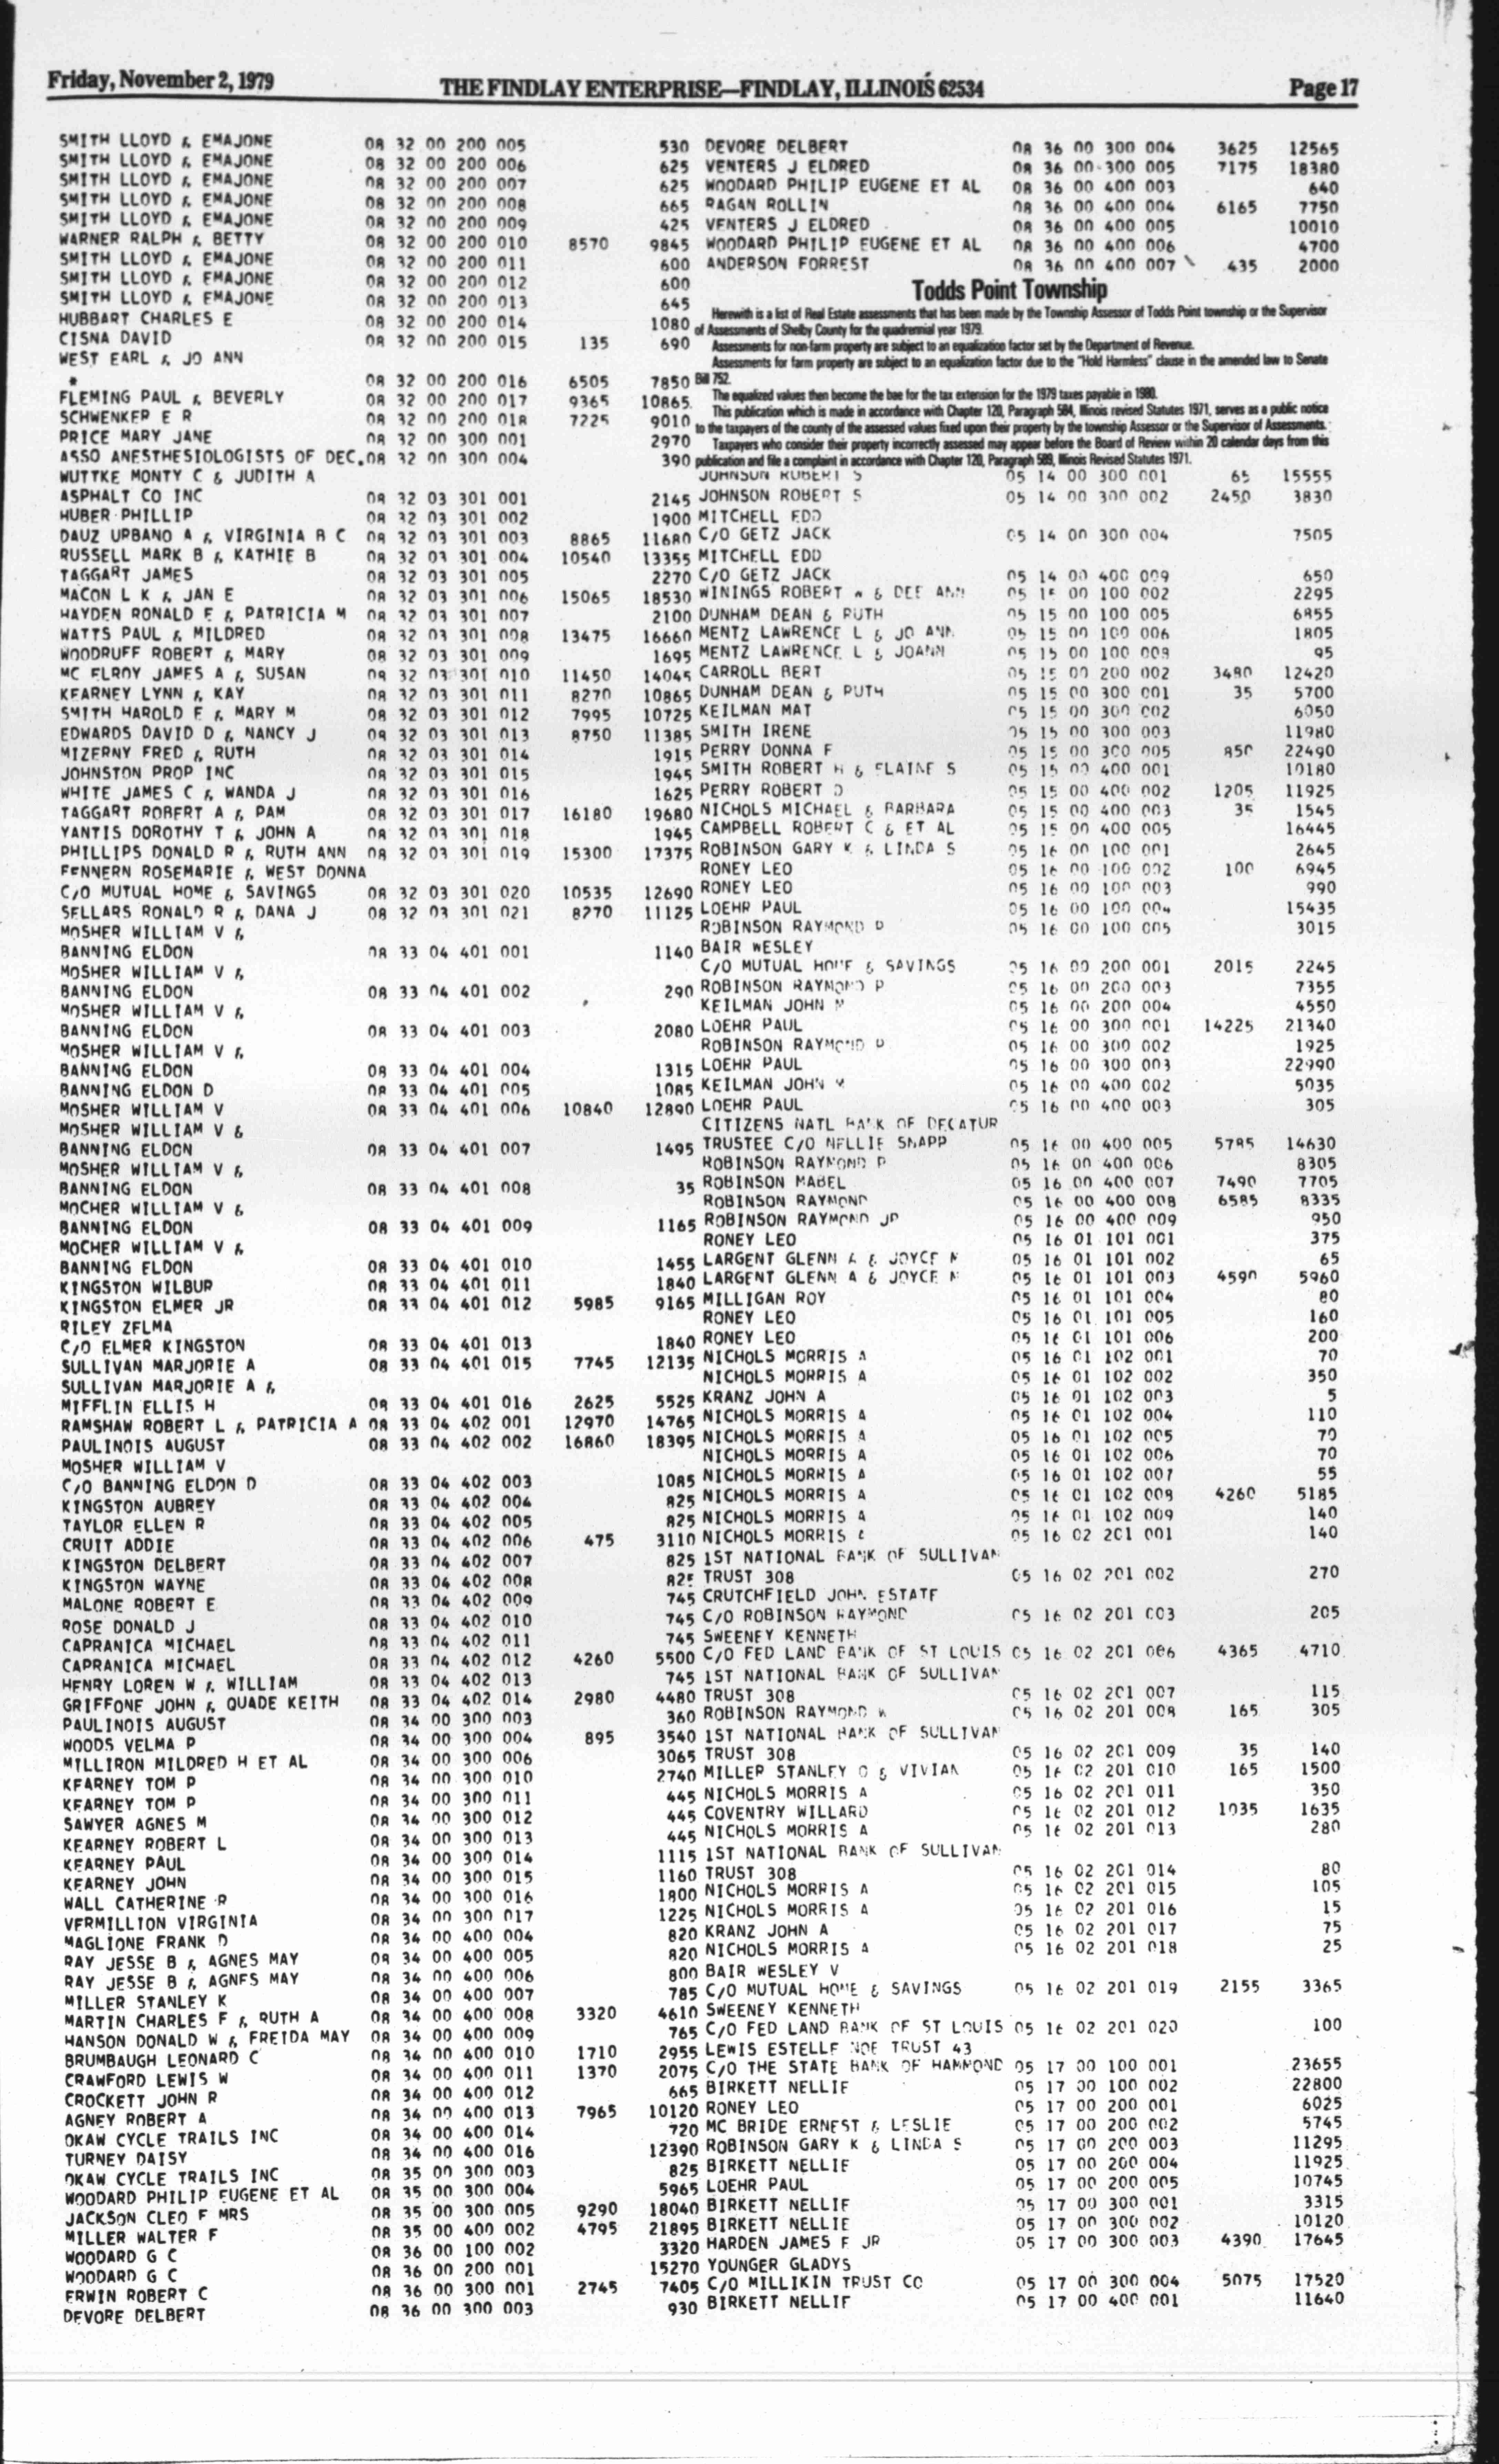 Friday, November 2, 1979
THE FINDLAY ENTERPRISE—FINDLAY, ILLINOIS 62534
Page 17
SMITH LLOYD & EMAJONE 08 32 00 200 005 530
SMITH LLOYD & EMAJONE 08 32 00 200 006 625
SMITH LLOYD & EMAJONE 08 32 00 200 007 625
SMITH LLOYD & EMAJONE 08 32 00 200 008 665
SMITH LLOYD & EMAJONE 08 32 00 200 009 425
WARNER RALPH & BETTY 08 32 00 200 010 8570 9845
SMITH LLOYD & EMAJONE 08 32 00 200 011 600
SMITH LLOYD & EMAJONE 08 32 00 200 012 600
SMITH LLOYD & EMAJONE 08 32 00 200 013 645
HUBBART CHARLES E 08 32 00 200 014 1080
CISNA DAVID 08 32 00 200 015 135 690
WEST EARL & JO ANN
* 08 32 00 200 016 6505 7850
FLEMING PAUL & BEVERLY 08 32 00 200 017 9365 10865
SCHWENKER E R 08 32 00 200 018 7225 9010
PRICE MARY JANE 08 32 00 300 001 2970
ASSO ANESTHESIOLOGISTS OF DEC. 08 32 00 300 004 390
WUTTKE MONTY C & JUDITH A
ASPHALT CO INC 08 32 03 301 001 2145
HUBER PHILLIP 08 32 03 301 002 1900
DAUZ URBANO A & VIRGINIA B C 08 32 03 301 003 8865 11680
RUSSELL MARK B & KATHIE B 08 32 03 301 004 10540 13355
TAGGART JAMES 08 32 03 301 005 2270
MACON L K & JAN E 08 32 03 301 006 15065 18530
HAYDEN RONALD E & PATRICIA M 08 32 03 301 007 2100
WATTS PAUL & MILDRED 08 32 03 301 008 13475 16660
WOODRUFF ROBERT & MARY 08 32 03 301 009 1695
MC ELROY JAMES A & SUSAN 08 32 03 301 010 11450 14045
KEARNEY LYNN & KAY 08 32 03 301 011 8270 10865
SMITH HAROLD E & MARY M 08 32 03 301 012 7995 10725
EDWARDS DAVID D & NANCY J 08 32 03 301 013 8750 11385
MIZERNY FRED & RUTH 08 32 03 301 014 1915
JOHNSTON PROP INC 08 32 03 301 015 1945
WHITE JAMES C & WANDA J 08 32 03 301 016 1625
TAGGART ROBERT A & PAM 08 32 03 301 017 16180 19680
YANTIS DOROTHY T & JOHN A 08 32 03 301 018 1945
PHILLIPS DONALD R & RUTH ANN 08 32 03 301 019 15300 17375
FENNERN ROSEMARIE & WEST DONNA
C/O MUTUAL HOME & SAVINGS 08 32 03 301 020 10535 12690
SELLARS RONALD R & DANA J 08 32 03 301 021 8270 11125
MOSHER WILLIAM V &
BANNING ELDON 08 33 04 401 001 1140
MOSHER WILLIAM V &
BANNING ELDON 08 33 04 401 002 290
MOSHER WILLIAM V &
BANNING ELDON 08 33 04 401 003 2080
MOSHER WILLIAM V &
BANNING ELDON 08 33 04 401 004 1315
BANNING ELDON D 08 33 04 401 005 1085
MOSHER WILLIAM V 08 33 04 401 006 10840 12890
MOSHER WILLIAM V &
BANNING ELDON 08 33 04 401 007 1495
MOSHER WILLIAM V &
BANNING ELDON 08 33 04 401 008 35
MOCHER WILLIAM V &
BANNING ELDON 08 33 04 401 009 1165
MOCHER WILLIAM V &
BANNING ELDON 08 33 04 401 010 1455
KINGSTON WILBUR 08 33 04 401 011 1840
KINGSTON ELMER JR 08 33 04 401 012 5985 9165
RILEY ZELMA
C/O ELMER KINGSTON 08 33 04 401 013 1840
SULLIVAN MARJORIE A 08 33 04 401 015 7745 12135
SULLIVAN MARJORIE A &
MIFFLIN ELLIS H 08 33 04 401 016 2625 5525
RAMSHAW ROBERT L & PATRICIA A 08 33 04 402 001 12970 14765
PAULINOIS AUGUST 08 33 04 402 002 16860 18395
MOSHER WILLIAM V
C/O BANNING ELDON D 08 33 04 402 003 1085
KINGSTON AUBREY 08 33 04 402 004 825
TAYLOR ELLEN R 08 33 04 402 005 825
CRUIT ADDIE 08 33 04 402 006 475 3110
KINGSTON DELBERT 08 33 04 402 007 825
KINGSTON WAYNE 08 33 04 402 008 825
MALONE ROBERT E 08 33 04 402 009 745
ROSE DONALD J 08 33 04 402 010 745
CAPRANICA MICHAEL 08 33 04 402 011 745
CAPRANICA MICHAEL 08 33 04 402 012 4260 5500
HENRY LOREN W & WILLIAM 08 33 04 402 013 745
GRIFFONE JOHN & QUADE KEITH 08 33 04 402 014 2980 4480
PAULINOIS AUGUST 08 34 00 300 003 360
WOODS VELMA P 08 34 00 300 004 895 3540
MILLIRON MILDRED H ET AL 08 34 00 300 006 3065
KEARNEY TOM P 08 34 00 300 010 2740
KEARNEY TOM P 08 34 00 300 011 445
SAWYER AGNES M 08 34 00 300 012 445
KEARNEY ROBERT L 08 34 00 300 013 445
KEARNEY PAUL 08 34 00 300 014 1115
KEARNEY JOHN 08 34 00 300 015 1160
WALL CATHERINE R 08 34 00 300 016 1800
VERMILLION VIRGINIA 08 34 00 300 017 1225
MAGLIONE FRANK D 08 34 00 400 004 820
RAY JESSE B & AGNES MAY 08 34 00 400 005 820
RAY JESSE B & AGNES MAY 08 34 00 400 006 800
MILLER STANLEY K 08 34 00 400 007 785
MARTIN CHARLES F & RUTH A 08 34 00 400 008 3320 4610
HANSON DONALD W & FREIDA MAY 08 34 00 400 009 765
BRUMBAUGH LEONARD C 08 34 00 400 010 1710 2955
CRAWFORD LEWIS W 08 34 00 400 011 1370 2075
CROCKETT JOHN R 08 34 00 400 012 665
AGNEY ROBERT A 08 34 00 400 013 7965 10120
OKAW CYCLE TRAILS INC 08 34 00 400 014 720
TURNEY DAISY 08 34 00 400 016 12390
OKAW CYCLE TRAILS INC 08 35 00 300 003 825
WOODARD PHILIP EUGENE ET AL 08 35 00 300 004 5965
JACKSON CLEO F MRS 08 35 00 300 005 9290 18040
MILLER WALTER F 08 35 00 400 002 4795 21895
WOODARD G C 08 36 00 100 002 3320
WOODARD G C 08 36 00 200 001 15270
ERWIN ROBERT C 08 36 00 300 001 2745 7405
DEVORE DELBERT 08 36 00 300 003 930
DEVORE DELBERT 08 36 00 300 004 3625 12565
VENTERS J ELDRED 08 36 00 300 005 7175 18380
WOODARD PHILIP EUGENE ET AL 08 36 00 400 003 640
RAGAN ROLLIN 08 36 00 400 004 6165 7750
VENTERS J ELDRED 08 36 00 400 005 10010
WOODARD PHILIP EUGENE ET AL 08 36 00 400 006 4700
ANDERSON FORREST 08 36 00 400 007 435 2000
Todds Point Township
Herewith is a list of Real Estate assessments that has been made by the Township Assessor of Todds Point township or the Supervisor
of Assessments of Shelby County for the quadrennial year 1979.
Assessments for non-farm property are subject to an equalization factor set by the Department of Revenue.
Assessments for farm property are subject to an equalization factor due to the "Hold Harmless" clause in the amended law to Senate
Bill 752.
The equalized values then become the bae for the tax extension for the 1979 taxes payable in 1980.
This publication which is made in accordance with Chapter 120, Paragraph 584, Illinois revised Statutes 1971, serves as a public notice
to the taxpayers of the county of the assessed values fixed upon their property by the township Assessor or the Supervisor of Assessments.
Taxpayers who consider their property incorrectly assessed may appear before the Board of Review within 20 calendar days from this
publication and file a complaint in accordance with Chapter 120, Paragraph 589, Illinois Revised Statutes 1971.
JOHNSON ROBERT S 05 14 00 300 001 65 15555
JOHNSON ROBERT S 05 14 00 300 002 2450 3830
MITCHELL EDD
C/O GETZ JACK 05 14 00 300 004 7505
MITCHELL EDD
C/O GETZ JACK 05 14 00 400 009 650
WININGS ROBERT W & DEE ANN 05 15 00 100 002 2295
DUNHAM DEAN & RUTH 05 15 00 100 005 6855
MENTZ LAWRENCE L & JO ANN 05 15 00 100 006 1805
MENTZ LAWRENCE L & JOANN 05 15 00 100 008 95
CARROLL BERT 05 15 00 200 002 3480 12420
DUNHAM DEAN & RUTH 05 15 00 300 001 35 5700
KEILMAN MAT 05 15 00 300 002 6050
SMITH IRENE 05 15 00 300 003 11980
PERRY DONNA F 05 15 00 300 005 850 22490
SMITH ROBERT H & ELAINE S 05 15 00 400 001 10180
PERRY ROBERT D 05 15 00 400 002 1205 11925
NICHOLS MICHAEL & BARBARA 05 15 00 400 003 35 1545
CAMPBELL ROBERT C & ET AL 05 15 00 400 005 16445
ROBINSON GARY K & LINDA S 05 16 00 100 001 2645
RONEY LEO 05 16 00 100 002 100 6945
RONEY LEO 05 16 00 100 003 990
LOEHR PAUL 05 16 00 100 004 15435
ROBINSON RAYMOND P 05 16 00 100 005 3015
BAIR WESLEY
C/O MUTUAL HOME & SAVINGS 05 16 00 200 001 2015 2245
ROBINSON RAYMOND P 05 16 00 200 003 7355
KEILMAN JOHN M 05 16 00 200 004 4550
LOEHR PAUL 05 16 00 300 001 14225 21340
ROBINSON RAYMOND P 05 16 00 300 002 1925
LOEHR PAUL 05 16 00 300 003 22990
KEILMAN JOHN M 05 16 00 400 002 5035
LOEHR PAUL 05 16 00 400 003 305
CITIZENS NATL BANK OF DECATUR
TRUSTEE C/O NELLIE SNAPP 05 16 00 400 005 5785 14630
ROBINSON RAYMOND P 05 16 00 400 006 8305
ROBINSON MABEL 05 16 00 400 007 7490 7705
ROBINSON RAYMOND 05 16 00 400 008 6585 8335
ROBINSON RAYMOND JR 05 16 00 400 009 950
RONEY LEO 05 16 01 101 001 375
LARGENT GLENN A & JOYCE M 05 16 01 101 002 65
LARGENT GLENN A & JOYCE M 05 16 01 101 003 4590 5960
MILLIGAN ROY 05 16 01 101 004 80
RONEY LEO 05 16 01 101 005 160
RONEY LEO 05 16 01 101 006 200
NICHOLS MORRIS A 05 16 01 102 001 70
NICHOLS MORRIS A 05 16 01 102 002 350
KRANZ JOHN A 05 16 01 102 003 5
NICHOLS MORRIS A 05 16 01 102 004 110
NICHOLS MORRIS A 05 16 01 102 005 70
NICHOLS MORRIS A 05 16 01 102 006 70
NICHOLS MORRIS A 05 16 01 102 007 55
NICHOLS MORRIS A 05 16 01 102 008 4260 5185
NICHOLS MORRIS A 05 16 01 102 009 140
NICHOLS MORRIS A 05 16 02 201 001 140
1ST NATIONAL BANK OF SULLIVAN
TRUST 308 05 16 02 201 002 270
CRUTCHFIELD JOHN ESTATE
C/O ROBINSON RAYMOND 05 16 02 201 003 205
SWEENEY KENNETH
C/O FED LAND BANK OF ST LOUIS 05 16 02 201 006 4365 4710
1ST NATIONAL BANK OF SULLIVAN
TRUST 308 05 16 02 201 007 115
ROBINSON RAYMOND W 05 16 02 201 008 165 305
1ST NATIONAL BANK OF SULLIVAN
TRUST 308 05 16 02 201 009 35 140
MILLER STANLEY O & VIVIAN 05 16 02 201 010 165 1500
NICHOLS MORRIS A 05 16 02 201 011 350
COVENTRY WILLARD 05 16 02 201 012 1035 1635
NICHOLS MORRIS A 05 16 02 201 013 280
1ST NATIONAL BANK OF SULLIVAN
TRUST 308 05 16 02 201 014 80
NICHOLS MORRIS A 05 16 02 201 015 105
NICHOLS MORRIS A 05 16 02 201 016 15
KRANZ JOHN A 05 16 02 201 017 75
NICHOLS MORRIS A 05 16 02 201 018 25
BAIR WESLEY V
C/O MUTUAL HOME & SAVINGS 05 16 02 201 019 2155 3365
SWEENEY KENNETH
C/O FED LAND BANK OF ST LOUIS 05 16 02 201 020 100
LEWIS ESTELLE NOE TRUST 43
C/O THE STATE BANK OF HAMMOND 05 17 00 100 001 23655
BIRKETT NELLIE 05 17 00 100 002 22800
RONEY LEO 05 17 00 200 001 6025
MC BRIDE ERNEST & LESLIE 05 17 00 200 002 5745
ROBINSON GARY K & LINDA S 05 17 00 200 003 11295
BIRKETT NELLIE 05 17 00 200 004 11925
LOEHR PAUL 05 17 00 200 005 10745
BIRKETT NELLIE 05 17 00 300 001 3315
BIRKETT NELLIE 05 17 00 300 002 10120
HARDEN JAMES F JR 05 17 00 300 003 4390 17645
YOUNGER GLADYS
C/O MILLIKIN TRUST CO 05 17 00 300 004 5075 17520
BIRKETT NELLIE 05 17 00 400 001 11640